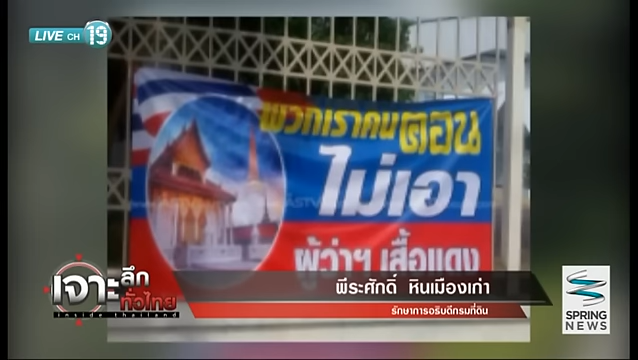 LIVE CH 19
พวกเราคนคอน
ไม่เอา
ผู้ว่าฯ เสื้อแดง
ASTV
เจาะลึกทั่วไทย
inside thailand
พีระศักดิ์ หินเมืองเก่า
รักษาการอธิบดีกรมที่ดิน
SPRING
NEWS